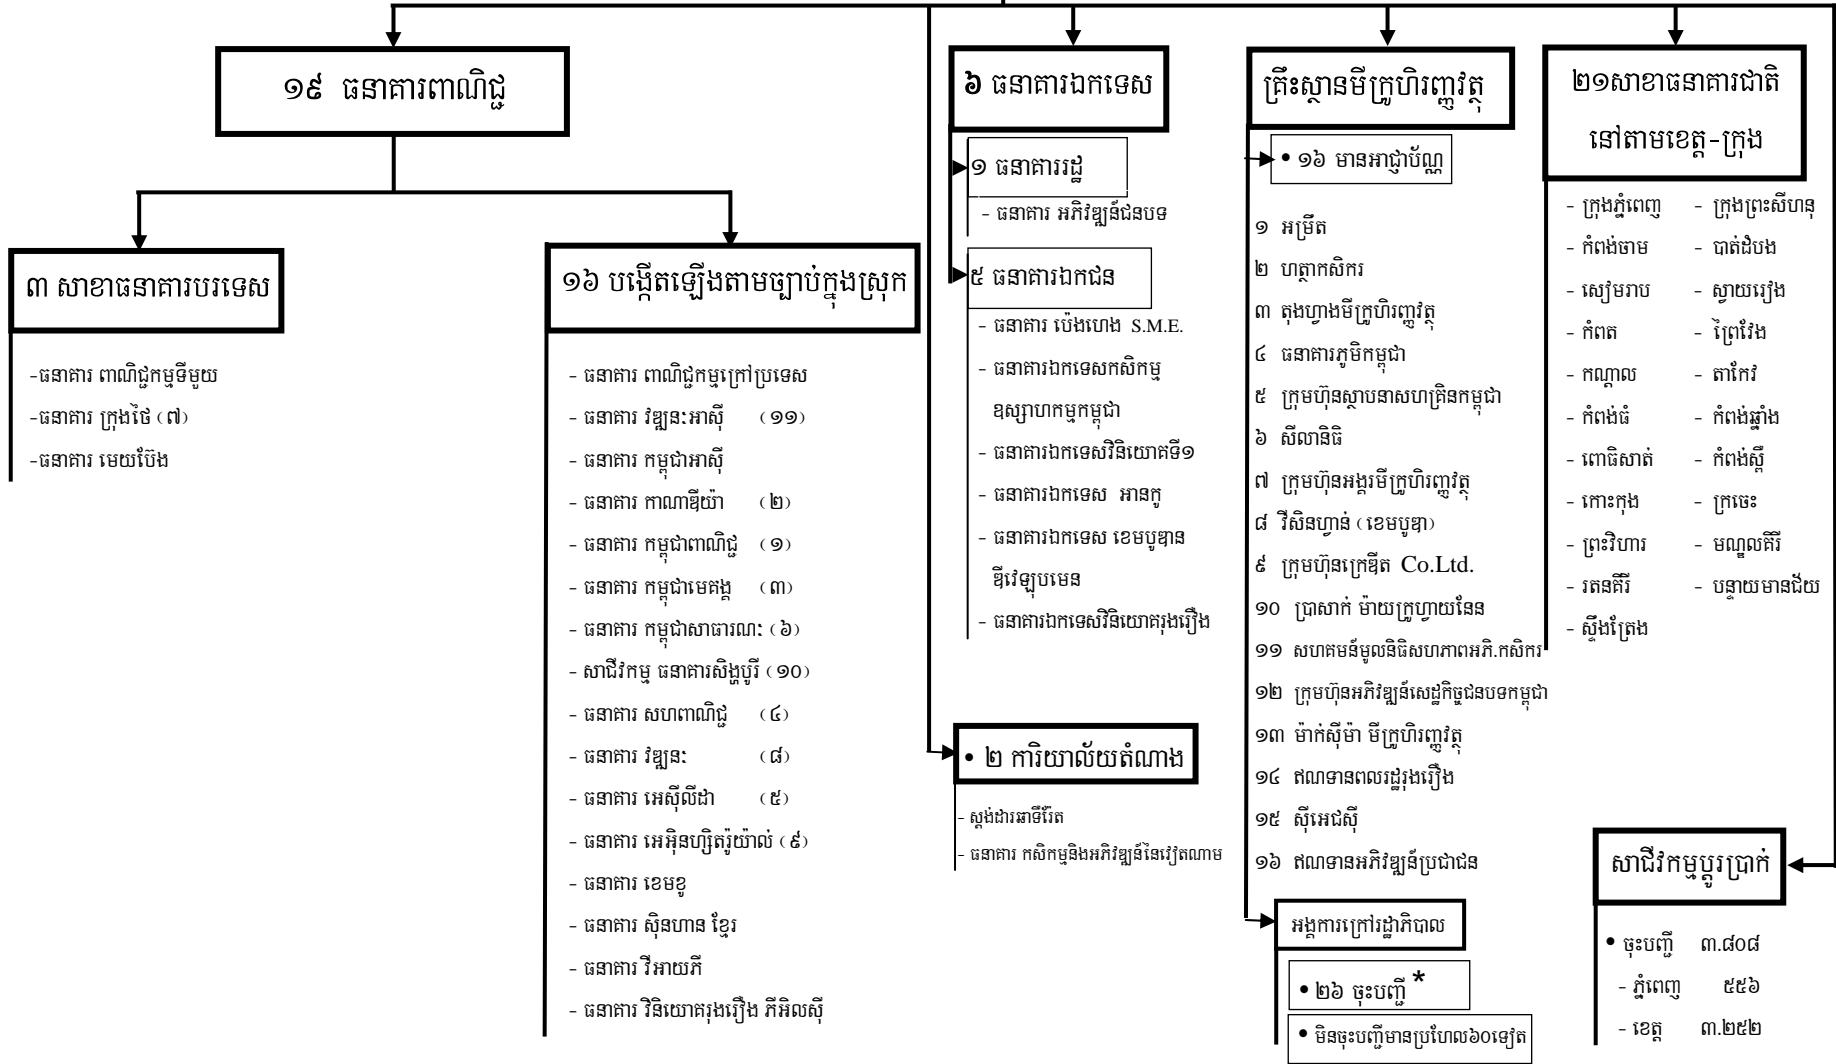 ១៩ ធនាគារពាណិជ្ជ
៣ សាខាធនាគារបរទេស
-ធនាគារ ពាណិជ្ជកម្មទីមួយ
-ធនាគារ ក្រុងថៃ (៧)
-ធនាគារ មេយប៊ែង
១៦ បង្កើតឡើងតាមច្បាប់ក្នុងស្រុក
- ធនាគារ ពាណិជ្ជកម្មក្រៅប្រទេស
- ធនាគារ វឌ្ឍនៈអាស៊ី (១១)
- ធនាគារ កម្ពុជាអាស៊ី
- ធនាគារ កាណាឌីយ៉ា (២)
- ធនាគារ កម្ពុជាពាណិជ្ជ (១)
- ធនាគារ កម្ពុជាមេគង្គ (៣)
- ធនាគារ កម្ពុជាសាធារណៈ (៦)
- សាជីវកម្ម ធនាគារសិង្ហបូរី (១០)
- ធនាគារ សហពាណិជ្ជ (៤)
- ធនាគារ វឌ្ឍនៈ (៨)
- ធនាគារ អេស៊ីលីដា (៥)
- ធនាគារ អេអ៊ិនហ្សិតរ៉ូយ៉ាល់ (៩)
- ធនាគារ ខេមខូ
- ធនាគារ ស៊ិនហាន ខ្មែរ
- ធនាគារ វីអាយភី
- ធនាគារ វិនិយោគរុងរឿង ភីអិលស៊ី
៦ ធនាគារឯកទេស
១ ធនាគាររដ្ឋ
- ធនាគារ អភិវឌ្ឍន៍ជនបទ
៥ ធនាគារឯកជន
- ធនាគារ ប៉េងហេង S.M.E.
- ធនាគារឯកទេសកសិកម្ម
ឧស្សាហកម្មកម្ពុជា
- ធនាគារឯកទេសវិនិយោគទី១
- ធនាគារឯកទេស អានកូ
- ធនាគារឯកទេស ខេមបូឌាន
ឌីវេឡុបមេន
- ធនាគារឯកទេសវិនិយោគរុងរឿង
• ២ ការិយាល័យតំណាង
- ស្តង់ដារឆាទើរែត
- ធនាគារ កសិកម្មនិងអភិវឌ្ឍន៍នៃវៀតណាម
គ្រឹះស្ថានមីក្រូហិរញ្ញវត្ថុ
• ១៦ មានអាជ្ញាប័ណ្ណ
១ អម្រឹត
២ ហត្ថាកសិករ
៣ តុងហ្វាងមីក្រូហិរញ្ញវត្ថុ
៤ ធនាគារភូមិកម្ពុជា
៥ ក្រុមហ៊ុនស្ថាបនាសហគ្រិនកម្ពុជា
៦ សីលានិធិ
៧ ក្រុមហ៊ុនអង្គរមីក្រូហិរញ្ញវត្ថុ
៨ វីសិនហ្វាន់ (ខេមបូឌា)
៩ ក្រុមហ៊ុនក្រេឌីត Co.Ltd.
១០ ប្រាសាក់ ម៉ាយក្រូហ្វាយនែន
១១ សហគមន៍មូលនិធិសហភាពអភិ.កសិករ
១២ ក្រុមហ៊ុនអភិវឌ្ឍន៍សេដ្ឋកិច្ចជនបទកម្ពុជា
១៣ ម៉ាក់ស៊ីម៉ា មីក្រូហិរញ្ញវត្ថុ
១៤ ឥណទានពលរដ្ឋរុងរឿង
១៥ ស៊ីអេជស៊ី
១៦ ឥណទានអភិវឌ្ឍន៍ប្រជាជន
អង្គការក្រៅរដ្ឋាភិបាល
• ២៦ ចុះបញ្ជី *
• មិនចុះបញ្ជីមានប្រហែល៦០ទៀត
២១សាខាធនាគារជាតិ
នៅតាមខេត្ត-ក្រុង
- ក្រុងភ្នំពេញ - ក្រុងព្រះសីហនុ
- កំពង់ចាម - បាត់ដំបង
- សៀមរាប - ស្វាយរៀង
- កំពត - ព្រៃវែង
- កណ្តាល - តាកែវ
- កំពង់ធំ - កំពង់ឆ្នាំង
- ពោធិសាត់ - កំពង់ស្ពឺ
- កោះកុង - ក្រចេះ
- ព្រះវិហារ - មណ្ឌលគីរី
- រតនគីរី - បន្ទាយមានជ័យ
- ស្ទឹងត្រែង
សាជីវកម្មប្តូរប្រាក់
• ចុះបញ្ជី ៣.៨០៨
- ភ្នំពេញ ៥៥៦
- ខេត្ត ៣.២៥២